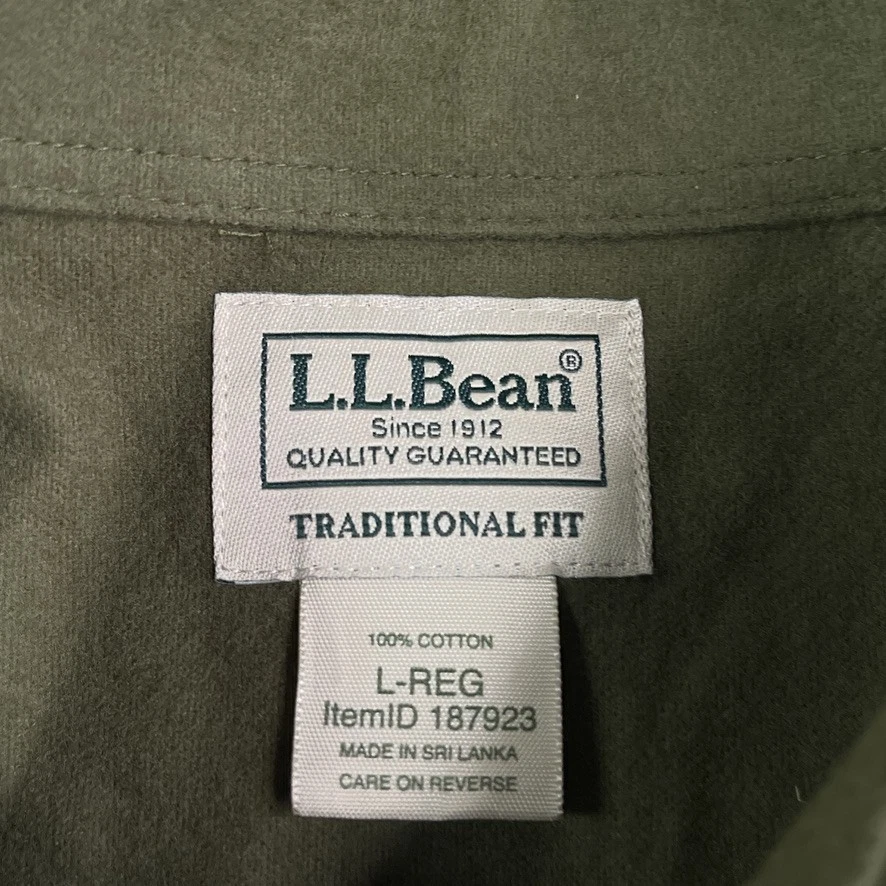 L.L.Bean®
Since 1912
QUALITY GUARANTEED
TRADITIONAL FIT
100% COTTON
L-REG
ItemID 187923
MADE IN SRI LANKA
CARE ON REVERSE